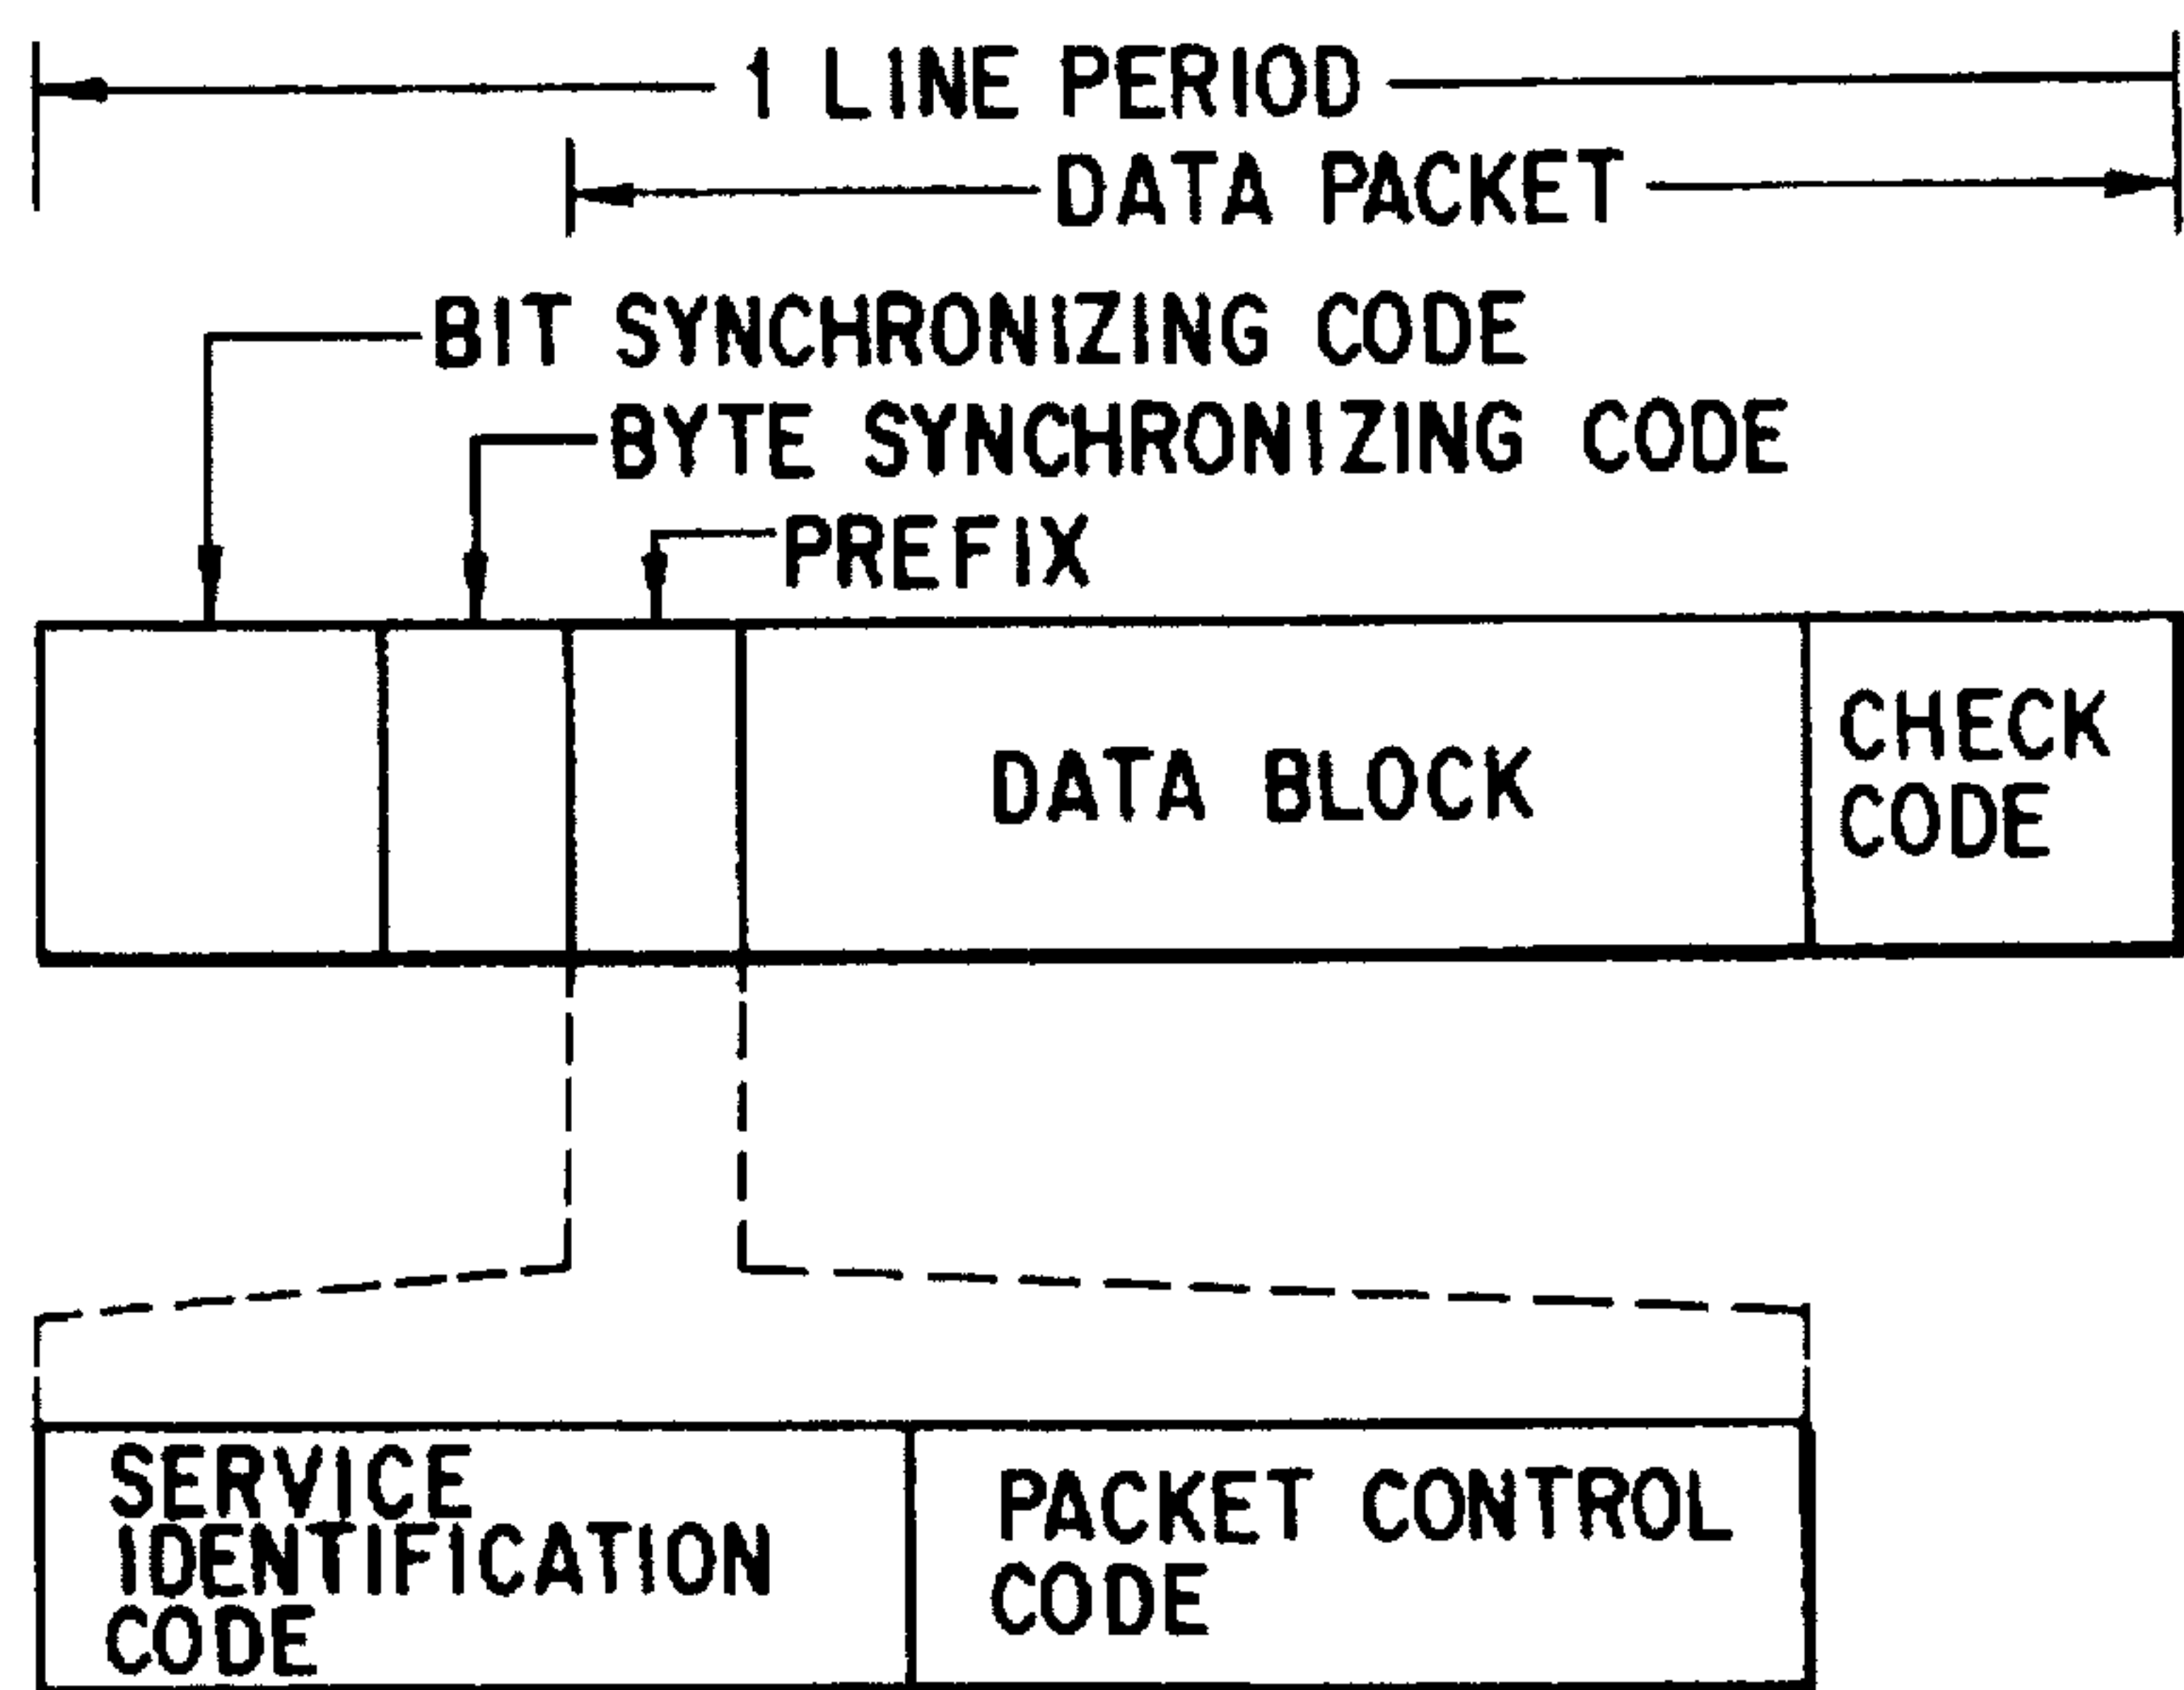 1 LINE PERIOD
DATA PACKET
BIT SYNCHRONIZING CODE
BYTE SYNCHRONIZING CODE
PREFIX
DATA BLOCK
CHECK
CODE
SERVICE
IDENTIFICATION
CODE
PACKET CONTROL
CODE